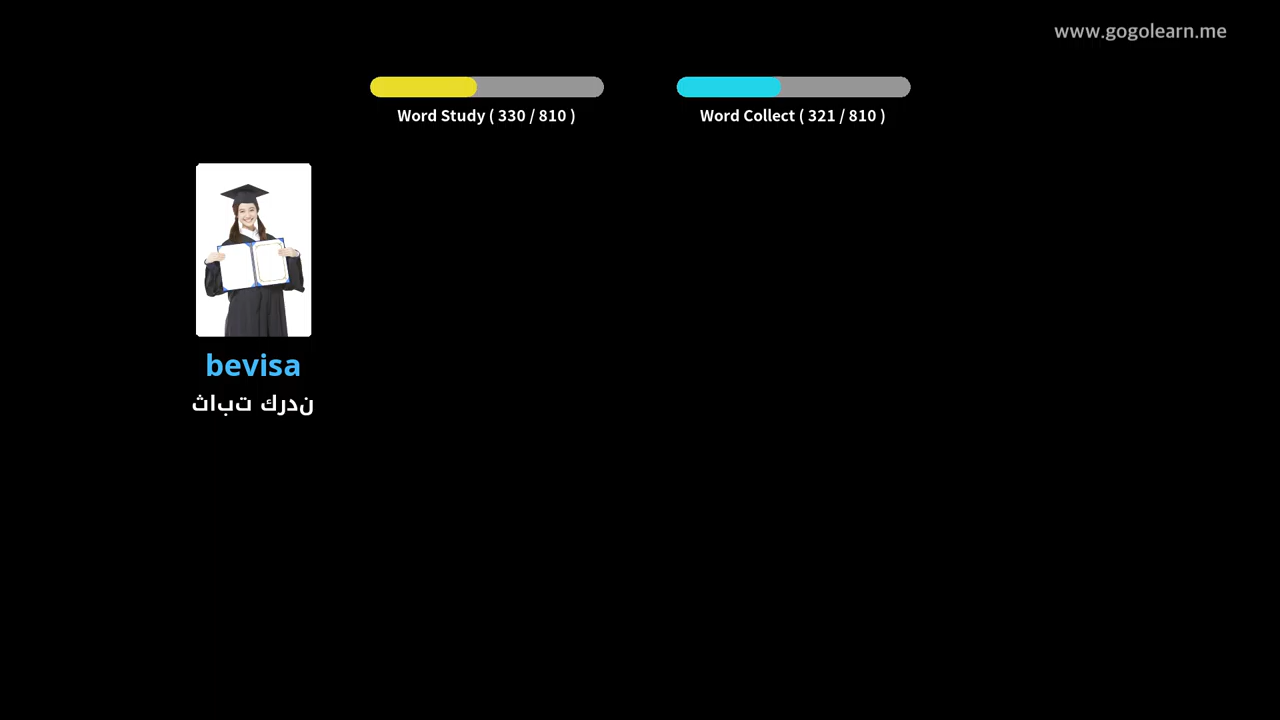 www.gogolearn.me
Word Study ( 330 / 810 )
Word Collect ( 321 / 810 )
bevisa
ندرك تباث